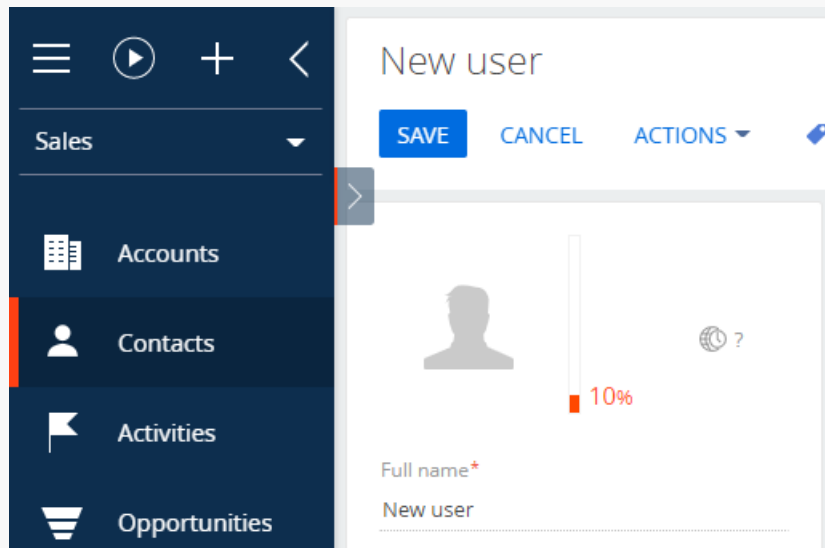 New user
SAVE CANCEL ACTIONS
Sales
Accounts
Contacts
Activities
Opportunities
?
10%
Full name*
New user